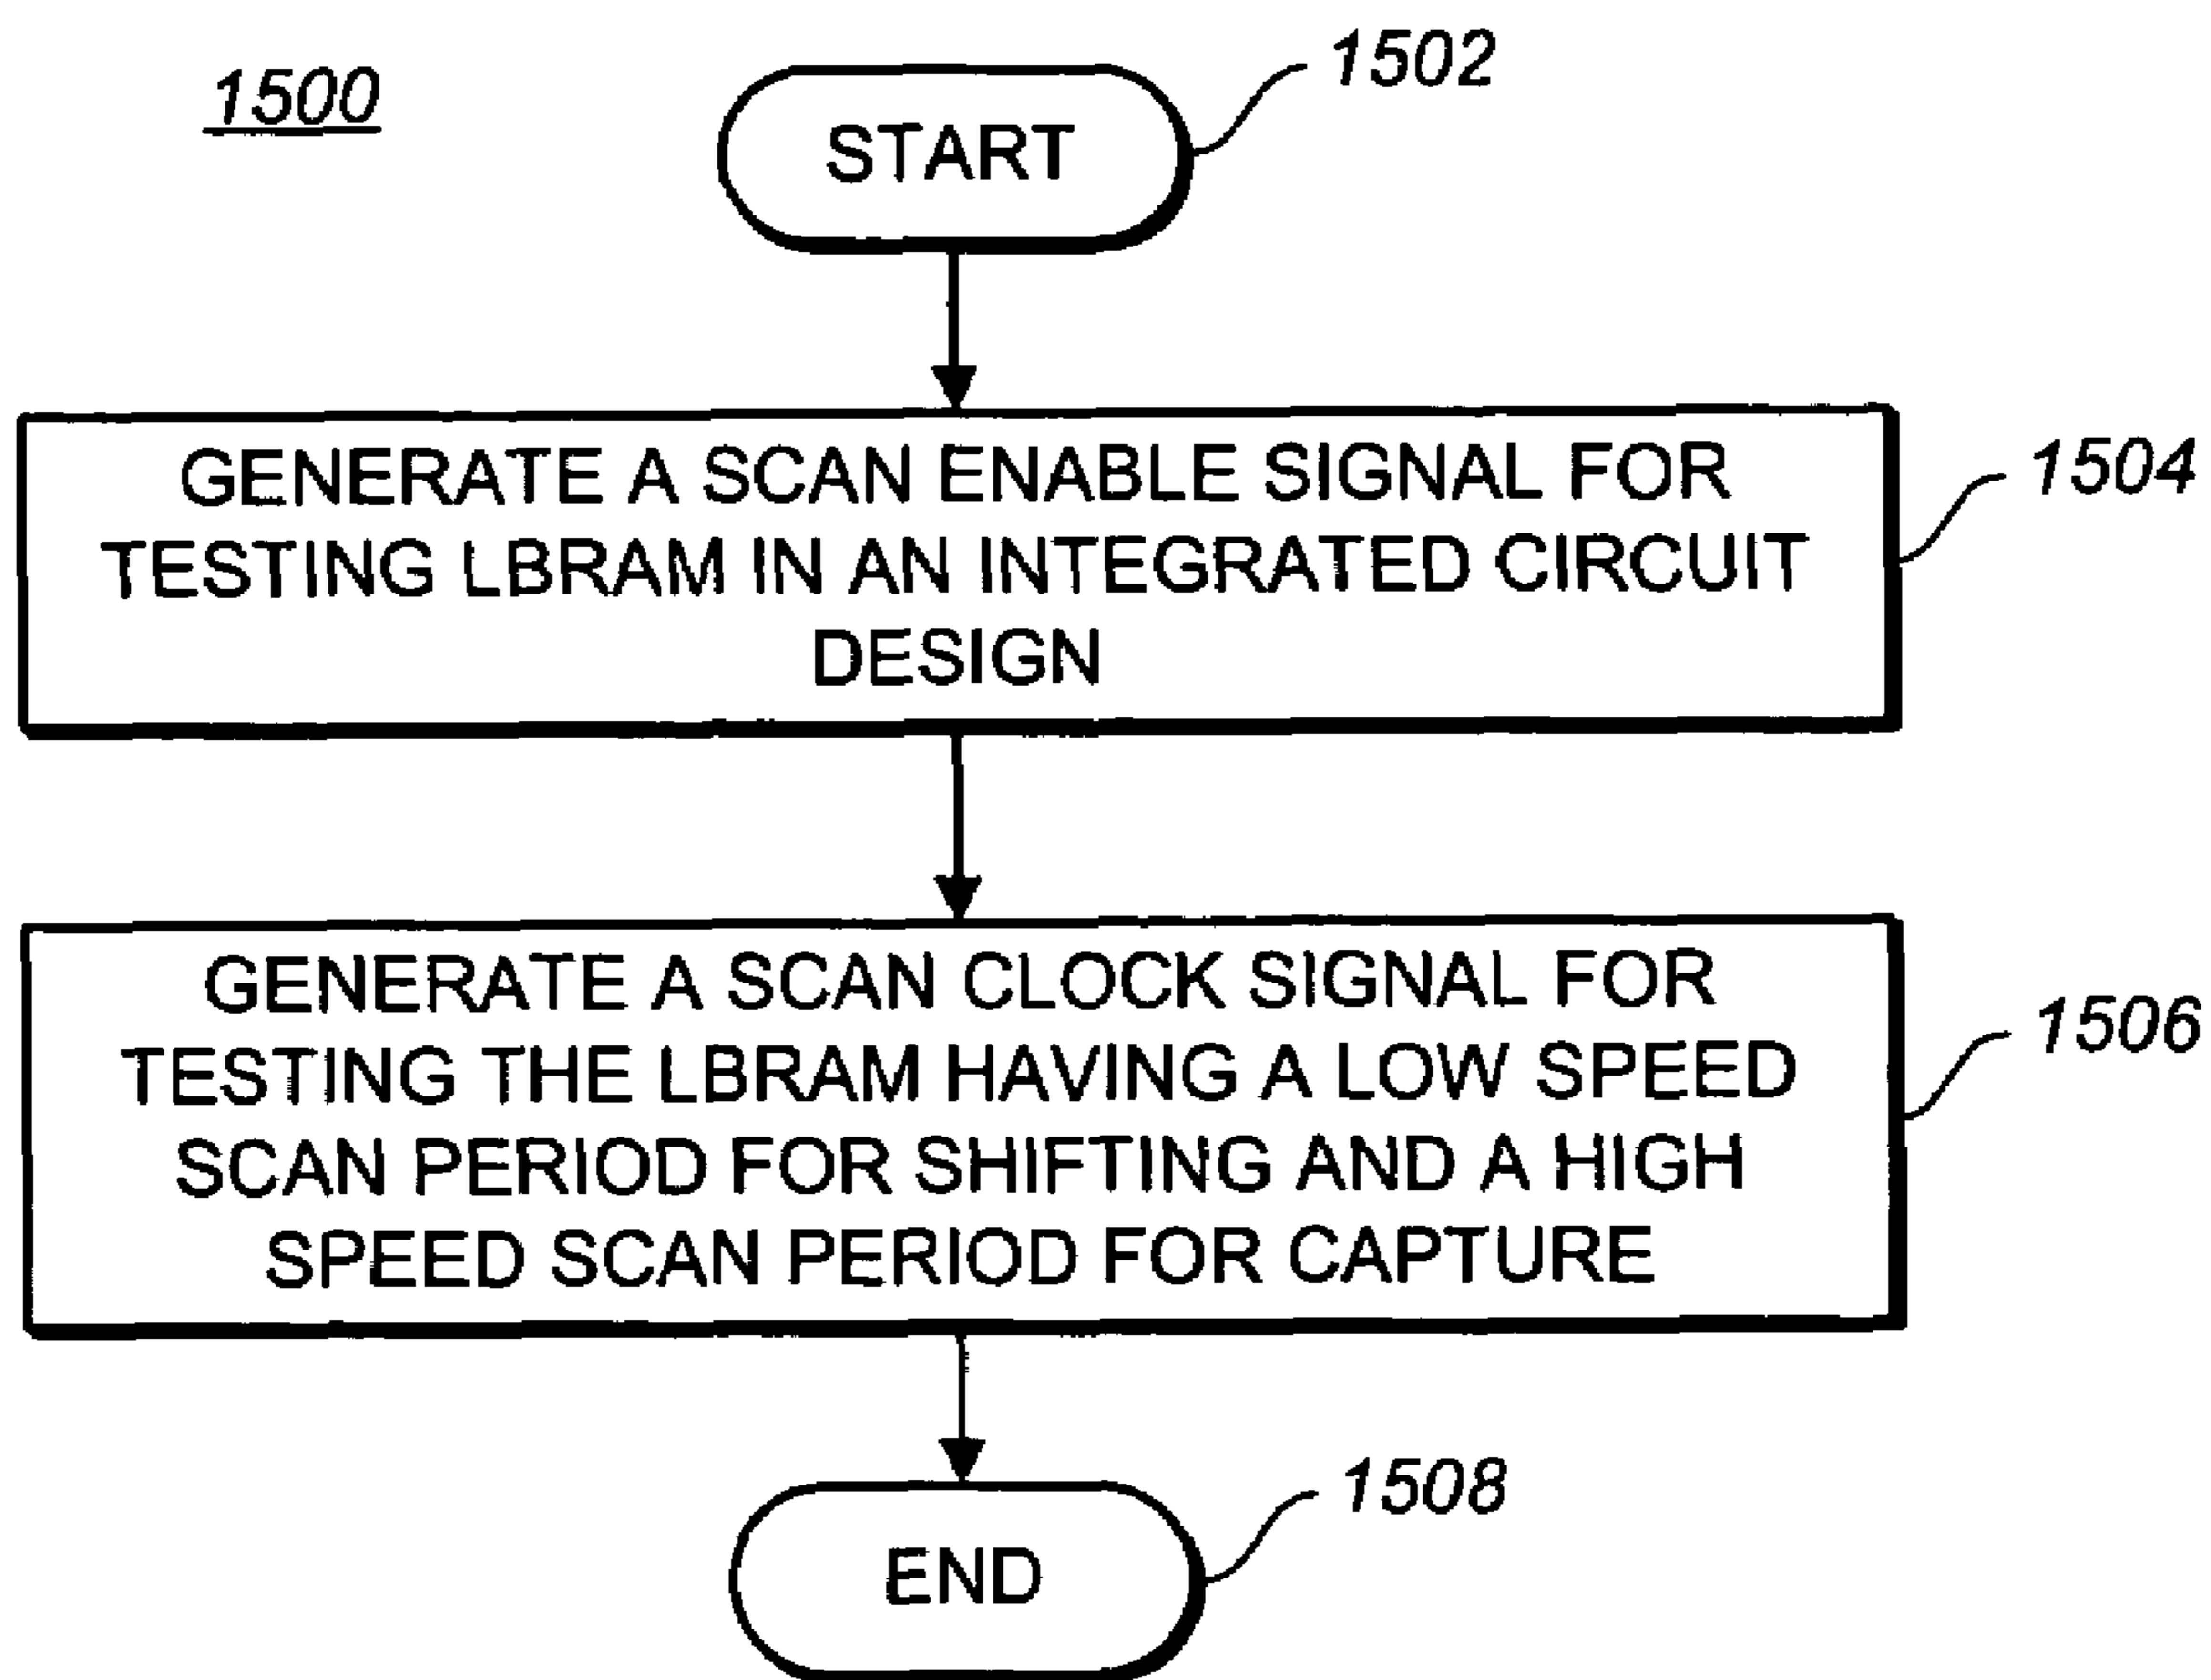 1500
1502
START
1504
GENERATE A SCAN ENABLE SIGNAL FOR
TESTING LBRAM IN AN INTEGRATED CIRCUIT
DESIGN
1506
GENERATE A SCAN CLOCK SIGNAL FOR
TESTING THE LBRAM HAVING A LOW SPEED
SCAN PERIOD FOR SHIFTING AND A HIGH
SPEED SCAN PERIOD FOR CAPTURE
1508
END